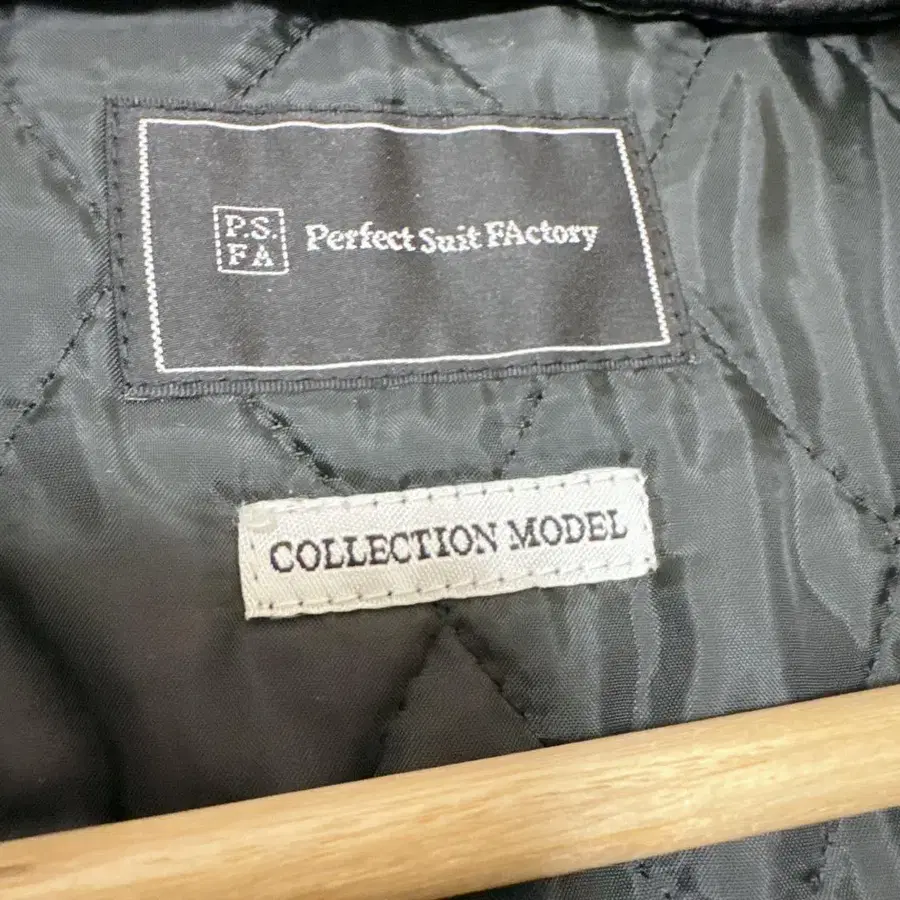 P.S.
FA
Perfect Suit FActory
COLLECTION MODEL